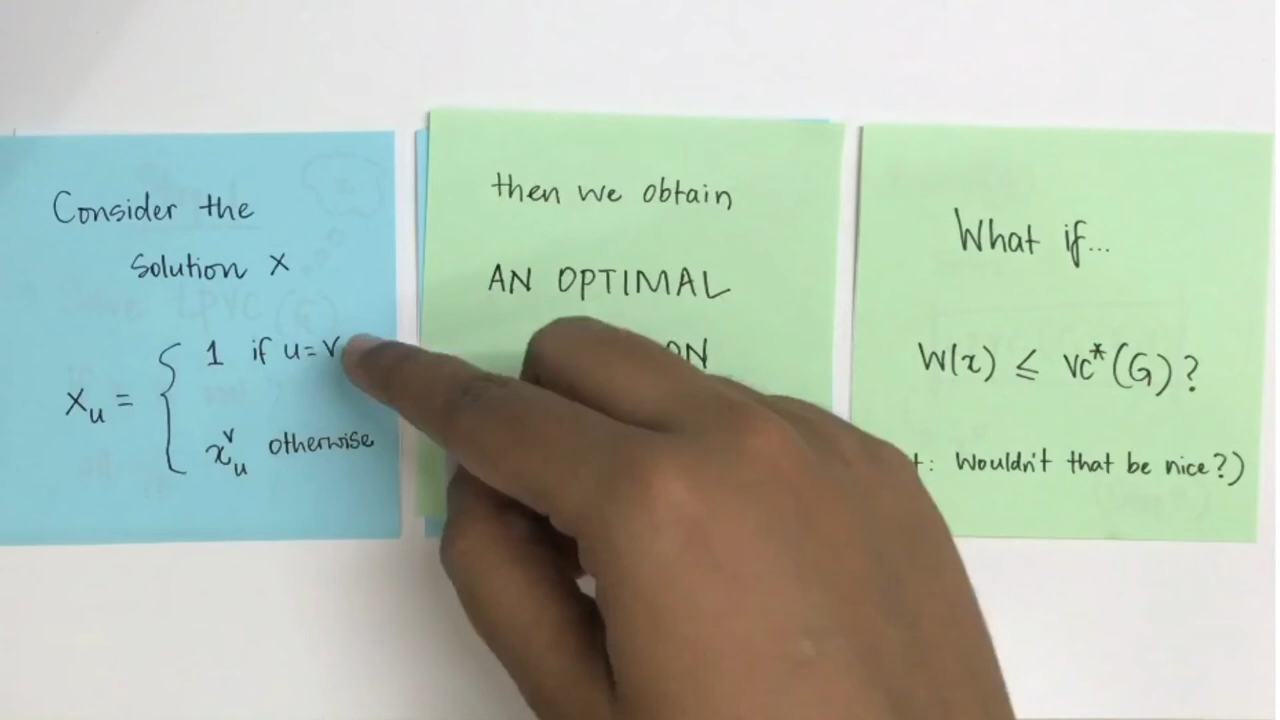 Consider the
solution x
x_u = { 1 if u=v
x^v_u otherwise
then we obtain
AN OPTIMAL
What if...
W(x) ≤ vc*(G)?
Wouldn't that be nice?)